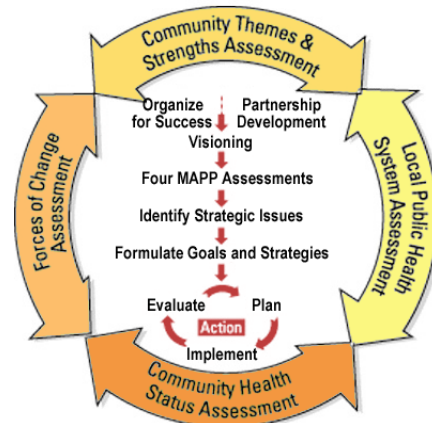 Community Themes &
Strengths Assessment
Organize
for Success
Partnership
Development
Visioning
Four MAPP Assessments
Identify Strategic Issues
Formulate Goals and Strategies
Evaluate
Plan
Action
Implement
Forces of Change
Assessment
Local Public Health
System Assessment
Community Health
Status Assessment